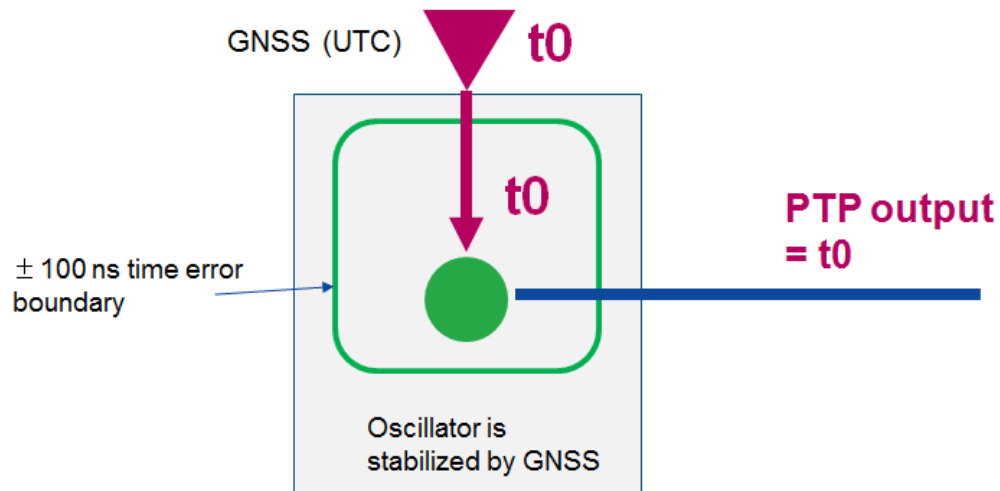 GNSS (UTC)
t0
t0
PTP output
= t0
± 100 ns time error
boundary
Oscillator is
stabilized by GNSS